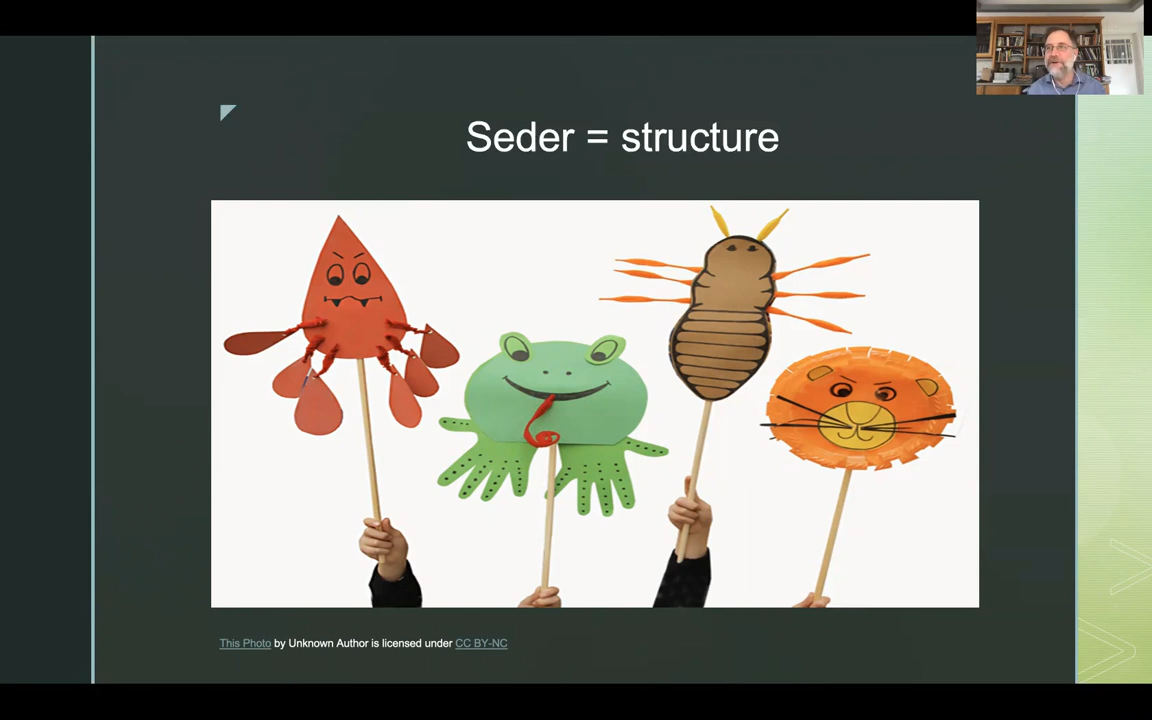 Seder = structure
This Photo by Unknown Author is licensed under CC BY-NC